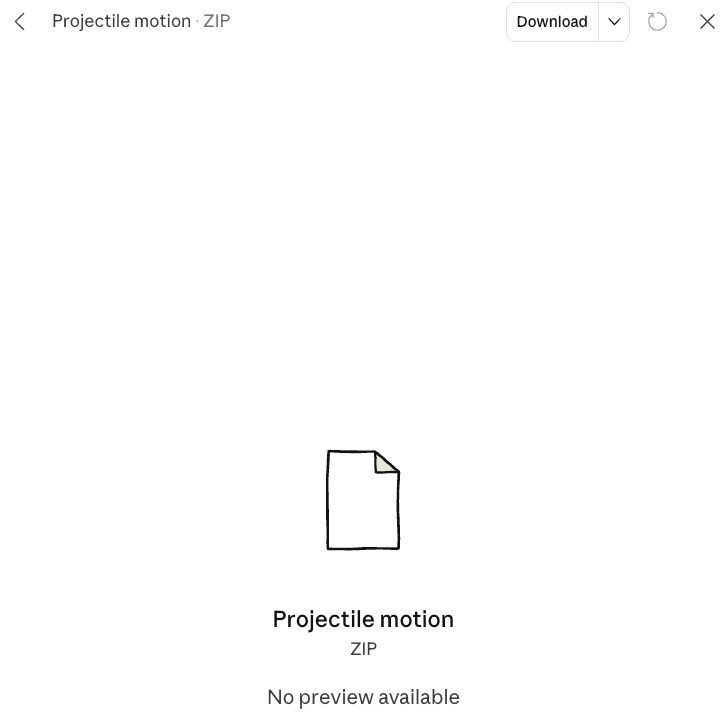 Projectile motion · ZIP
Download
Projectile motion
ZIP
No preview available